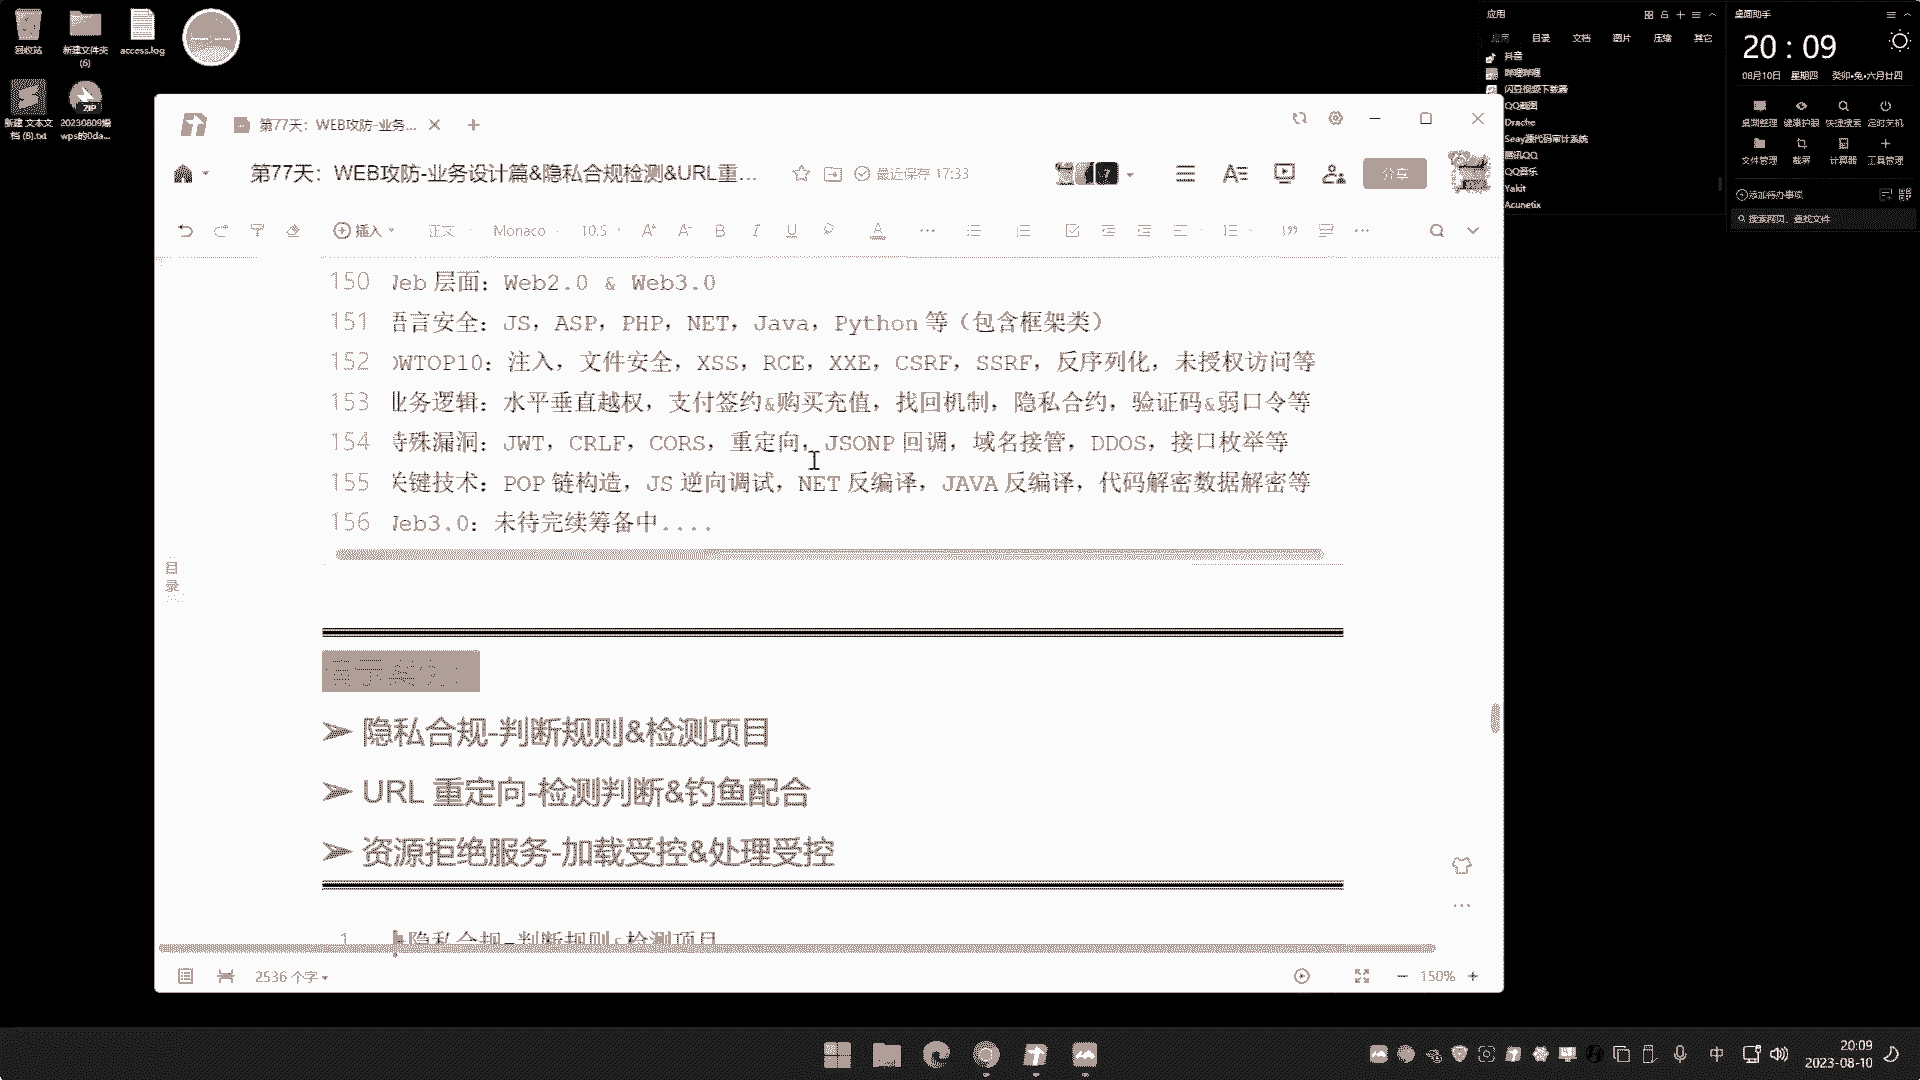 回收站
新建文件夹
(6)
access.log
新建 文本文
档 (8).txt
20230809爆
wps的0da...
ZIP
应用
目录
文档
图片
压缩
其它
抖音
哔哩哔哩
闪豆视频下载器
QQ截图
Seay源代码审计系统
腾讯QQ
QQ音乐
Yakit
Acunetix
桌面助手
20 : 09
08月10日 星期四 癸卯•兔•六月廿四
桌面整理 健康护眼 快捷搜索 定时关机
文件管理 截屏 计算器 工具管理
添加待办事项
搜索网页、查找文件
第77天：WEB攻防-业务...
第77天：WEB攻防-业务设计篇&隐私合规检测&URL重...
最近保存 17:33
7
分享
插入
正文
Monaco
10.5
150 Web 层面：Web2.0 & Web3.0
151 语言安全：JS，ASP，PHP，NET，Java，Python 等（包含框架类）
152 OWTOP10：注入，文件安全，XSS，RCE，XXE，CSRF，SSRF，反序列化，未授权访问等
153 业务逻辑：水平垂直越权，支付签约&购买充值，找回机制，隐私合约，验证码&弱口令等
154 特殊漏洞：JWT，CRLF，CORS，重定向，JSONP 回调，域名接管，DDOS，接口枚举等
155 关键技术：POP 链构造，JS 逆向调试，NET 反编译，JAVA 反编译，代码解密数据解密等
156 Web3.0：未待完续筹备中....
目
录
➢ 隐私合规-判断规则&检测项目
➢ URL 重定向-检测判断&钓鱼配合
➢ 资源拒绝服务-加载受控&处理受控
1 隐私合规-判断规则&检测项目
2536 个字
150%
中
20:09
2023-08-10